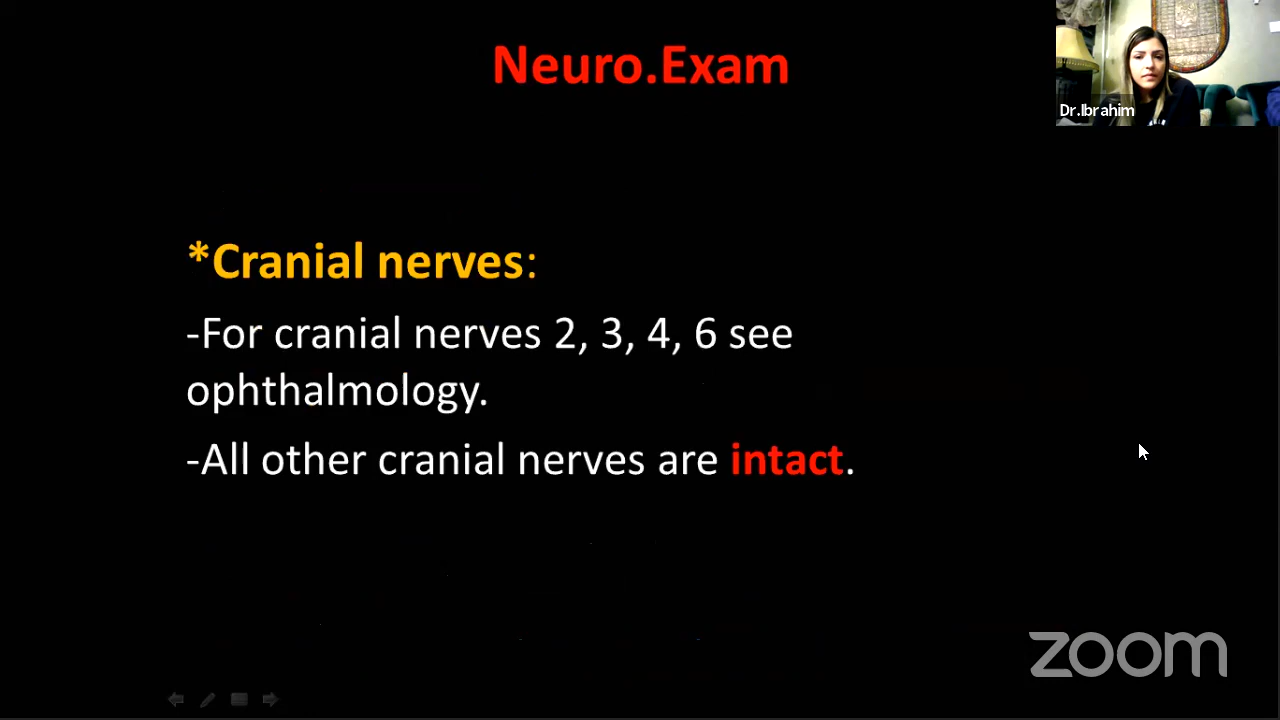 Neuro.Exam
Dr.Ibrahim
*Cranial nerves:
-For cranial nerves 2, 3, 4, 6 see
ophthalmology.
-All other cranial nerves are intact.
zoom